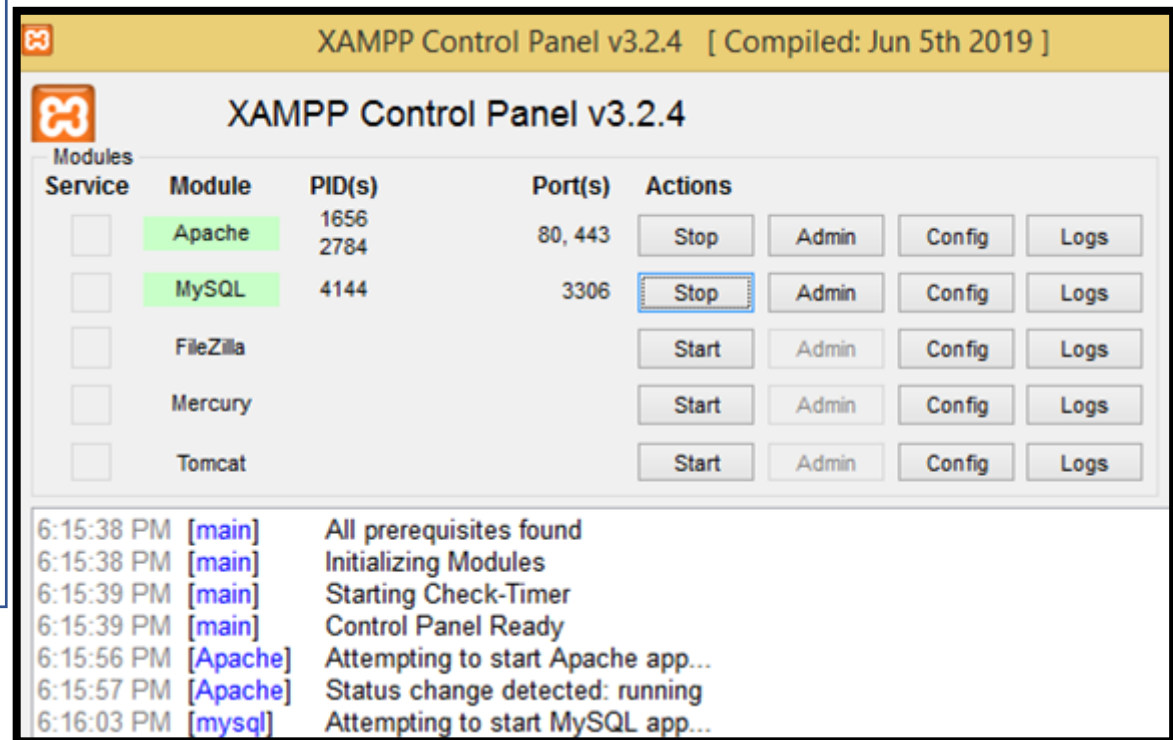 XAMPP Control Panel v3.2.4 [ Compiled: Jun 5th 2019 ]
XAMPP Control Panel v3.2.4
Modules
Service Module PID(s) Port(s) Actions
Apache 1656 2784 80, 443 Stop Admin Config Logs
MySQL 4144 3306 Stop Admin Config Logs
FileZilla Start Admin Config Logs
Mercury Start Admin Config Logs
Tomcat Start Admin Config Logs
6:15:38 PM [main] All prerequisites found
6:15:38 PM [main] Initializing Modules
6:15:39 PM [main] Starting Check-Timer
6:15:39 PM [main] Control Panel Ready
6:15:56 PM [Apache] Attempting to start Apache app...
6:15:57 PM [Apache] Status change detected: running
6:16:03 PM [mysql] Attempting to start MySQL app...